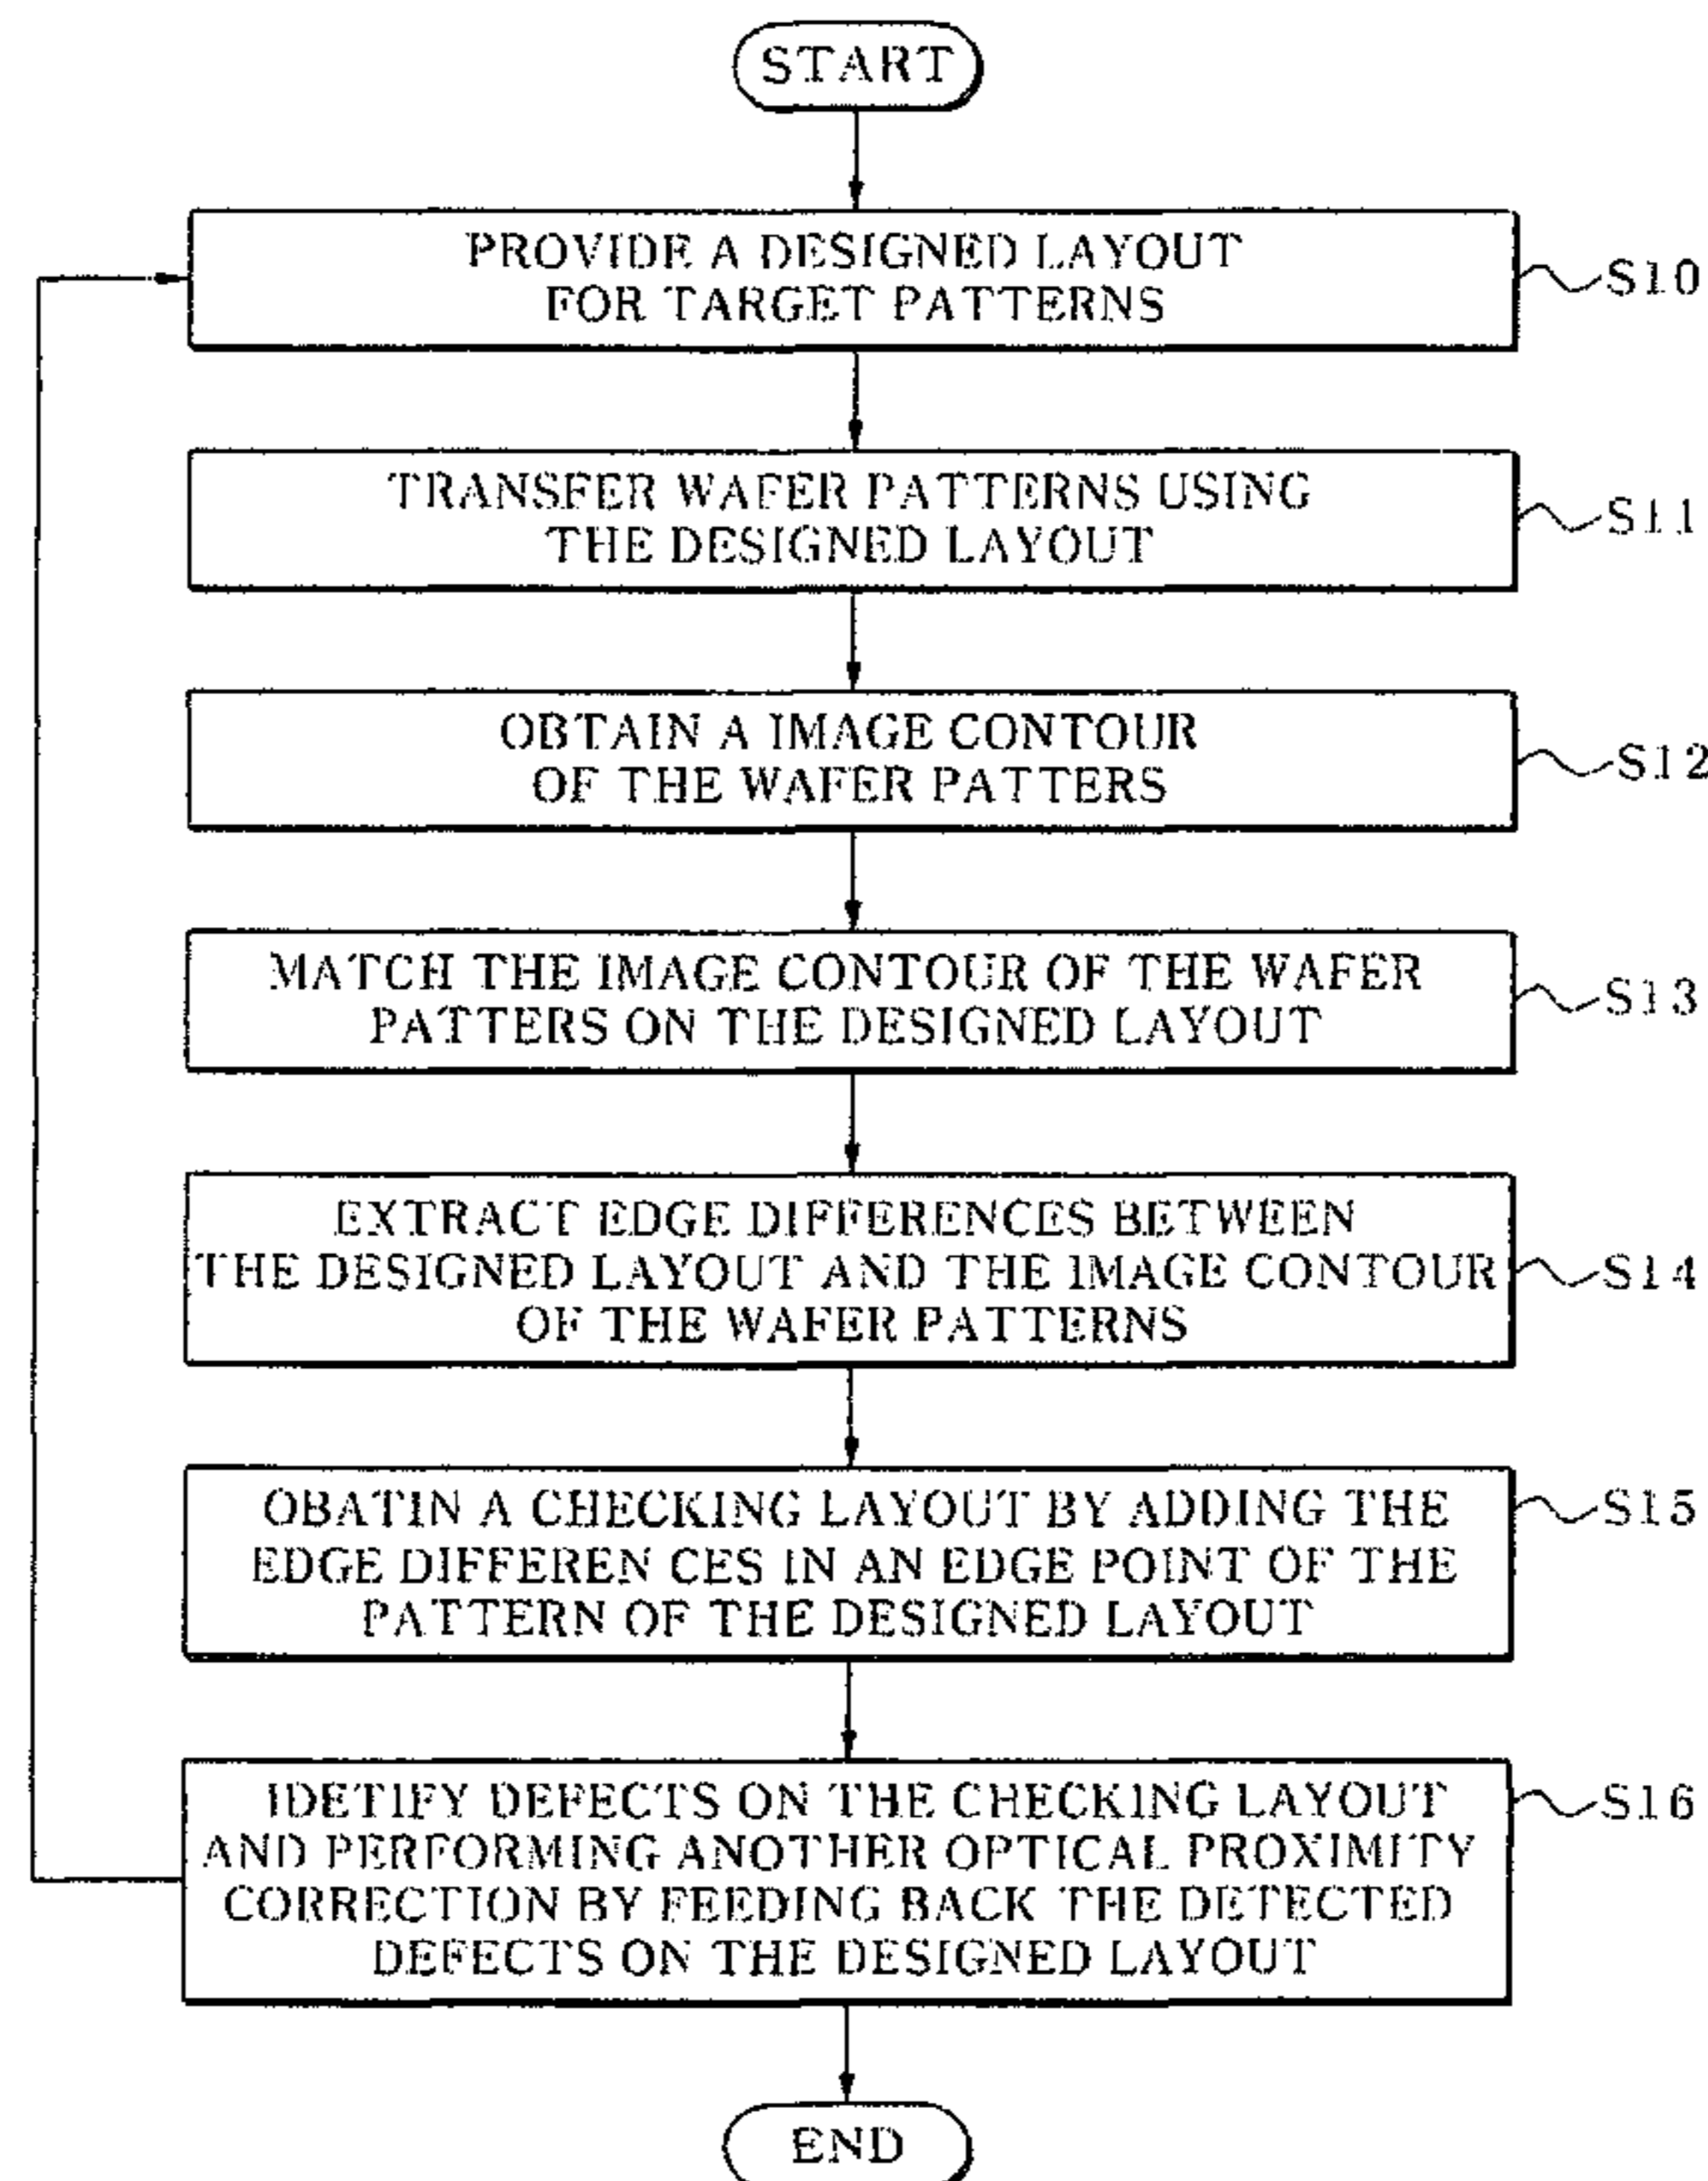 START
PROVIDE A DESIGNED LAYOUT
FOR TARGET PATTERNS
S10
TRANSFER WAFER PATTERNS USING
THE DESIGNED LAYOUT
S11
OBTAIN A IMAGE CONTOUR
OF THE WAFER PATTERS
S12
MATCH THE IMAGE CONTOUR OF THE WAFER
PATTERS ON THE DESIGNED LAYOUT
S13
EXTRACT EDGE DIFFERENCES BETWEEN
THE DESIGNED LAYOUT AND THE IMAGE CONTOUR
OF THE WAFER PATTERNS
S14
OBATIN A CHECKING LAYOUT BY ADDING THE
EDGE DIFFEREN CES IN AN EDGE POINT OF THE
PATTERN OF THE DESIGNED LAYOUT
S15
IDETIFY DEFECTS ON THE CHECKING LAYOUT
AND PERFORMING ANOTHER OPTICAL PROXIMITY
CORRECTION BY FEEDING BACK THE DETECTED
DEFECTS ON THE DESIGNED LAYOUT
S16
END